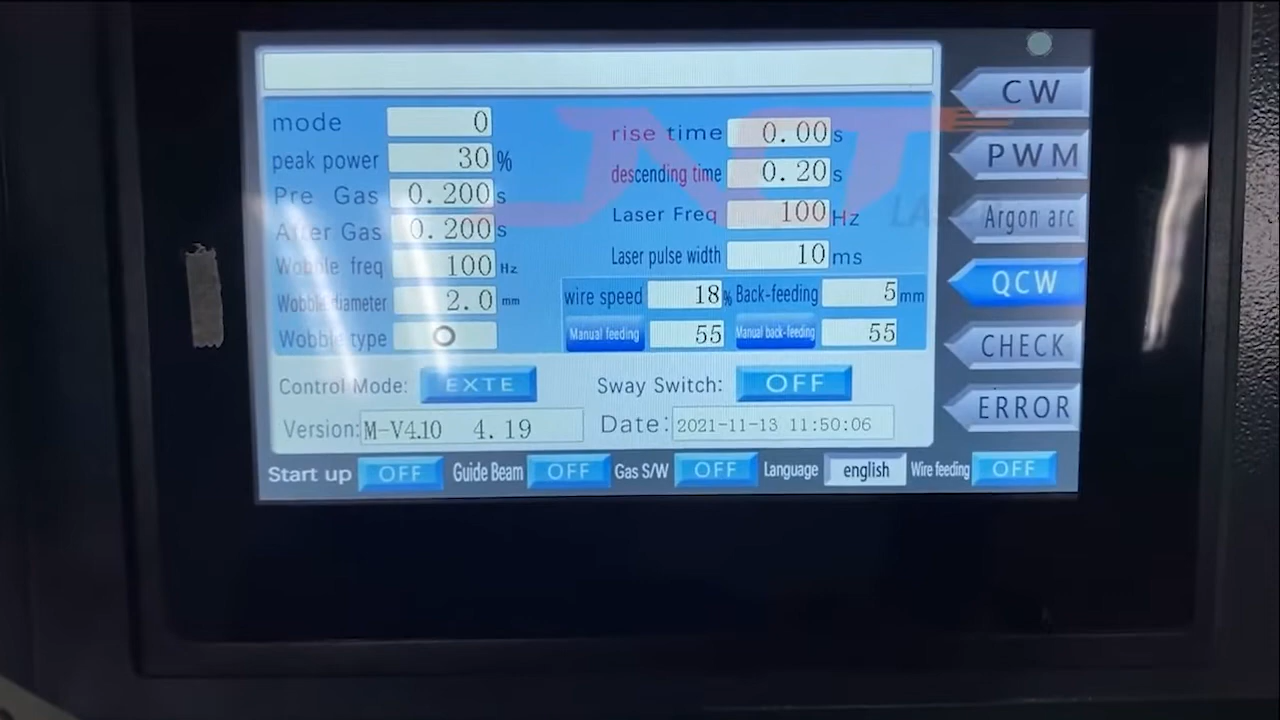 mode 0
peak power 30 %
Pre Gas 0.200 s
After Gas 0.200 s
Wobble freq 100 Hz
Wobble diameter 2.0 mm
Wobble type O
rise time 0.00 s
descending time 0.20 s
Laser Freq 100 Hz
Laser pulse width 10 ms
wire speed 18 % Back-feeding 5 mm
Manual feeding 55 Manual back-feeding 55
Control Mode: EXTE Sway Switch: OFF
Version: M-V4.10 4.19 Date: 2021-11-13 11:50:06
Start up OFF Guide Beam OFF Gas S/W OFF Language english Wire feeding OFF
CW
PWM
Argon arc
QCW
CHECK
ERROR